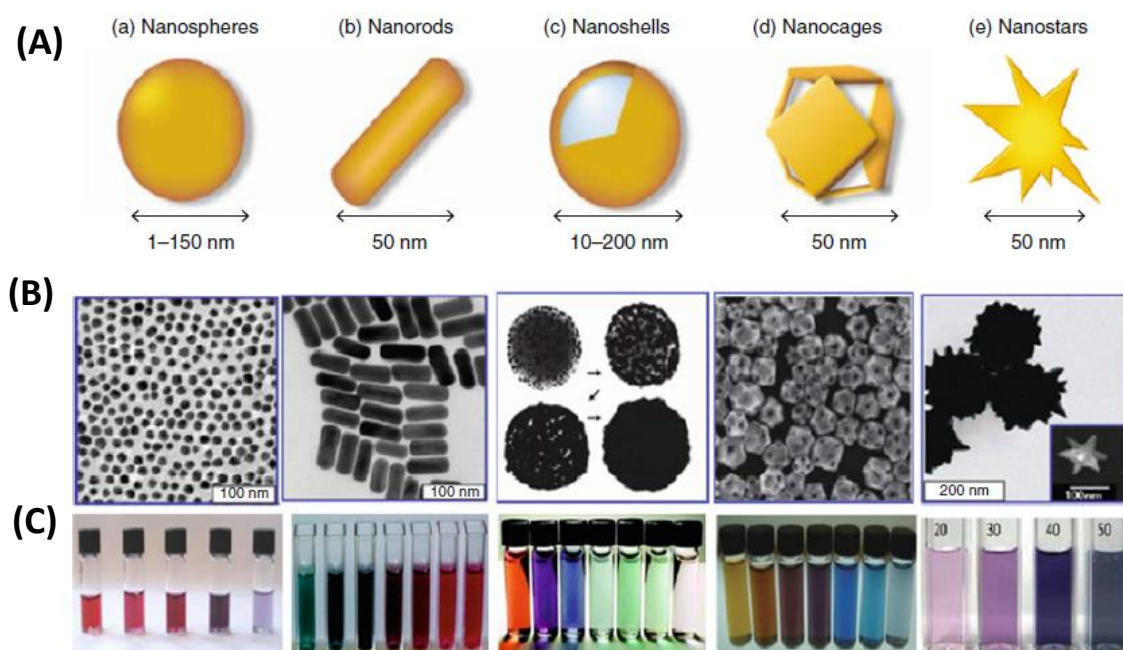 (A)
(a) Nanospheres (b) Nanorods (c) Nanoshells (d) Nanocages (e) Nanostars
1–150 nm 50 nm 10–200 nm 50 nm 50 nm
(B)
100 nm 100 nm 200 nm 100nm
(C)
20 30 40 50